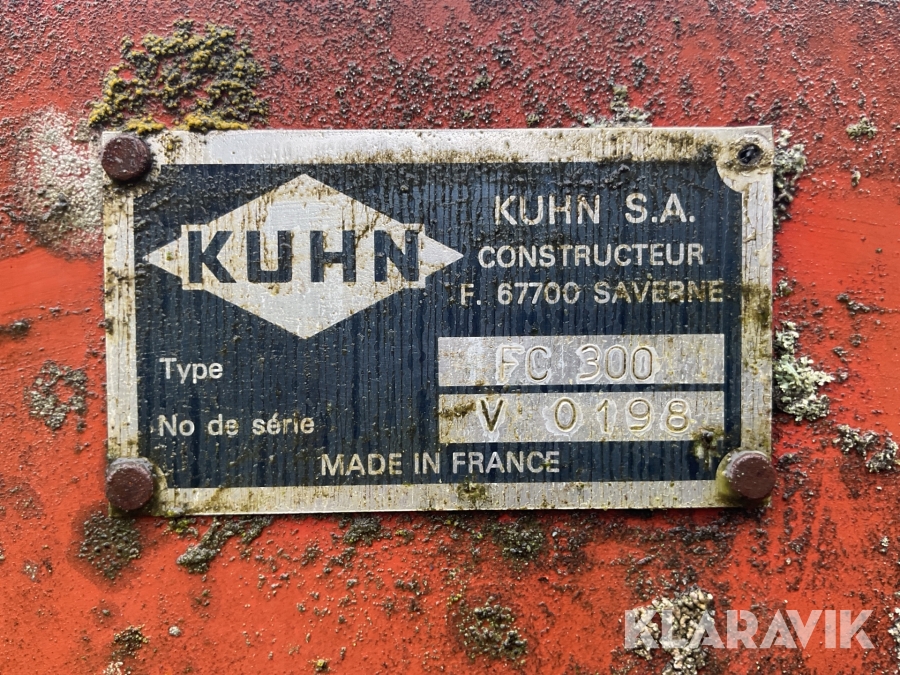 KUHN
KUHN S.A.
CONSTRUCTEUR
F. 67700 SAVERNE
Type FC 300
No de série V 0198
MADE IN FRANCE
KLARAVIK